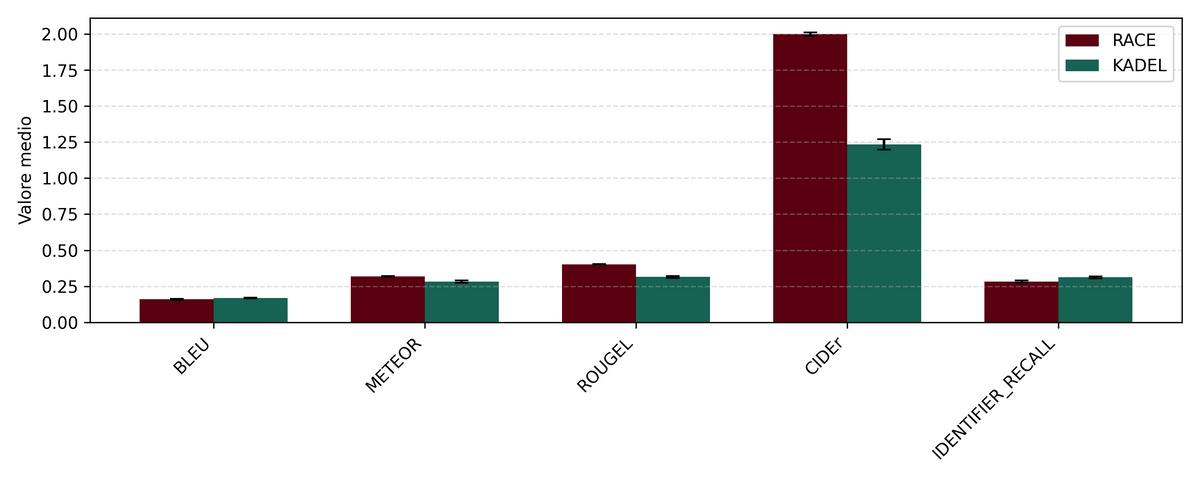 Valore medio
2.00
1.75
1.50
1.25
1.00
0.75
0.50
0.25
0.00
RACE
KADEL
BLEU
METEOR
ROUGEL
CIDEr
IDENTIFIER_RECALL